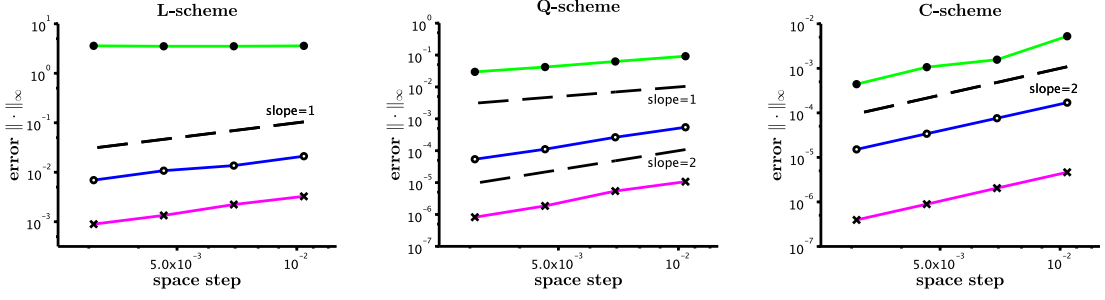 L-scheme
10^1
10^0
10^-1
10^-2
10^-3
error ‖ · ‖∞
slope=1
5.0x10^-3
10^-2
space step
Q-scheme
10^0
10^-1
10^-2
10^-3
10^-4
10^-5
10^-6
10^-7
error ‖ · ‖∞
slope=1
slope=2
5.0x10^-3
10^-2
space step
C-scheme
10^-2
10^-3
10^-4
10^-5
10^-6
10^-7
error ‖ · ‖∞
slope=2
5.0x10^-3
10^-2
space step